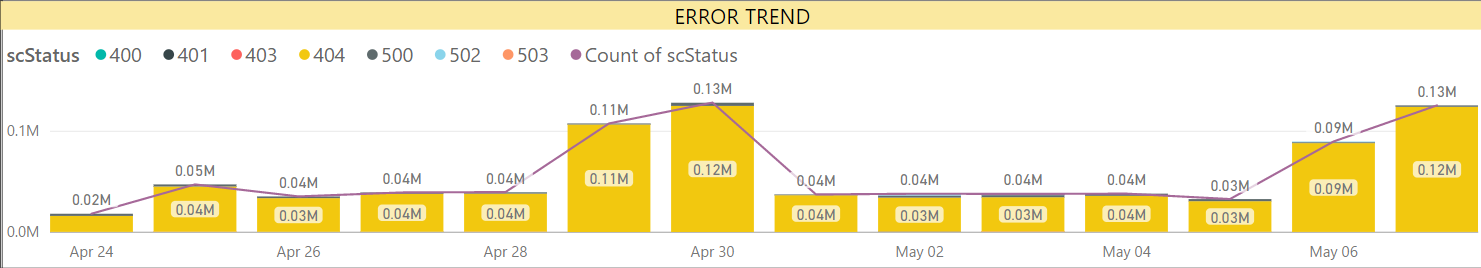 ERROR TREND
scStatus 400 401 403 404 500 502 503 Count of scStatus
0.13M 0.13M
0.11M
0.1M 0.09M
0.05M 0.04M 0.04M 0.04M 0.04M 0.04M 0.04M 0.04M 0.03M
0.02M
0.11M 0.12M 0.12M
0.04M 0.03M 0.04M 0.04M 0.04M 0.03M 0.03M 0.04M 0.03M 0.09M
0.0M
Apr 24 Apr 26 Apr 28 Apr 30 May 02 May 04 May 06